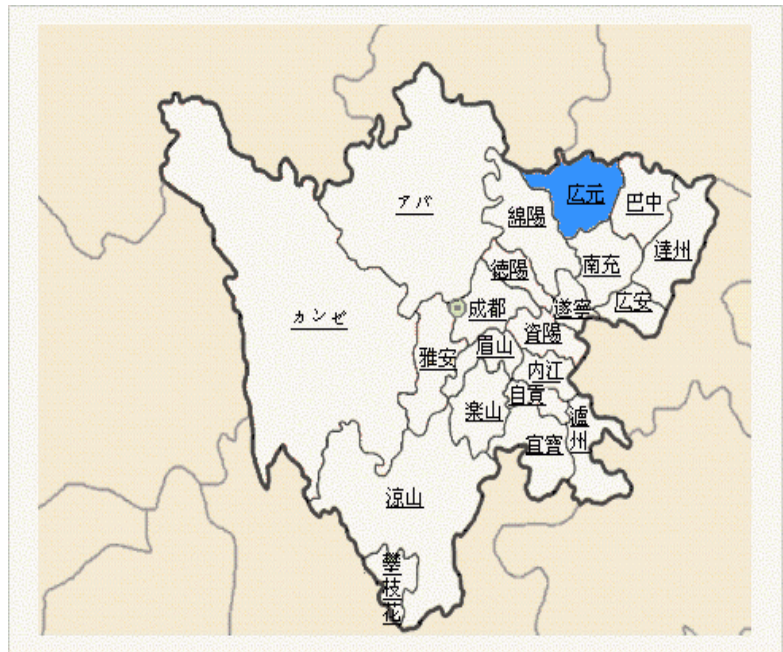 アバ
綿陽
広元
巴中
達州
徳陽
南充
カンゼ
成都
遂寧
広安
雅安
眉山
資陽
内江
楽山
自貢
瀘州
宜賓
涼山
攀枝花